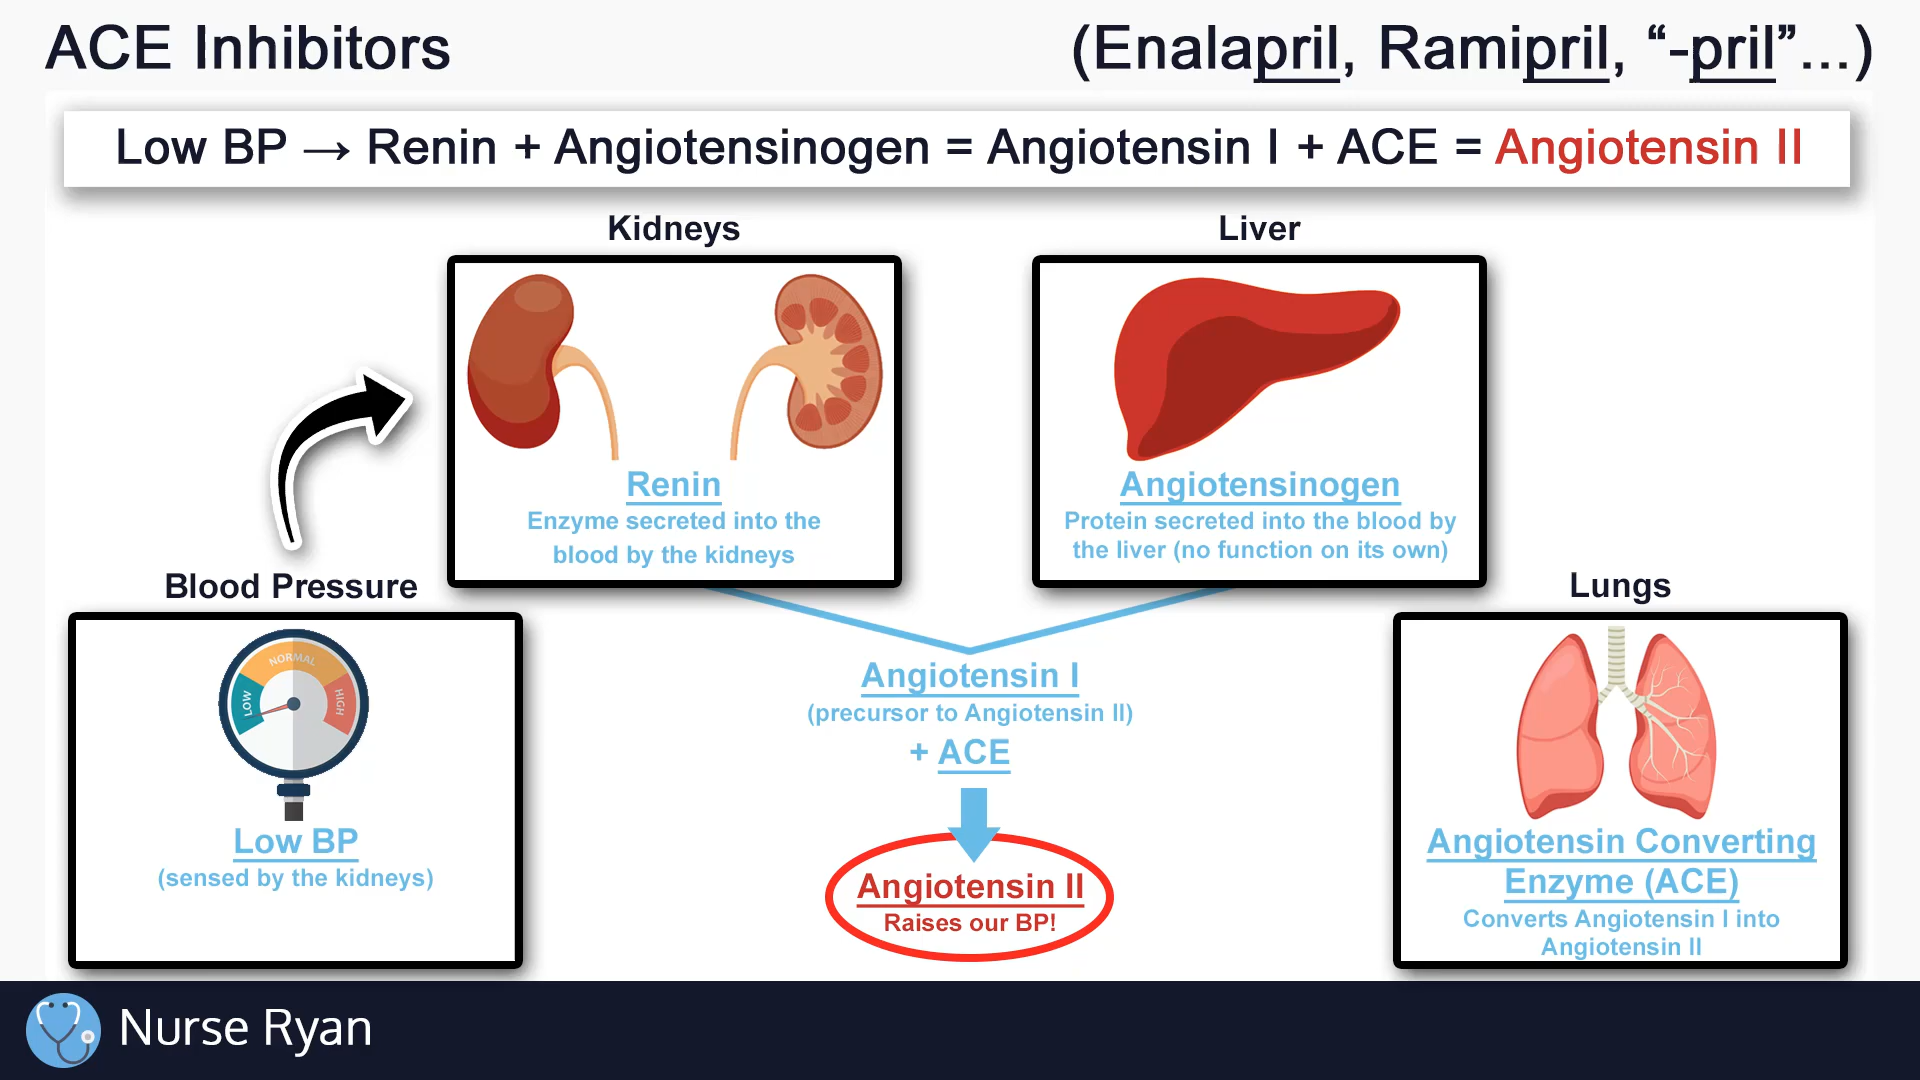 ACE Inhibitors
(Enalapril, Ramipril, “-pril”...)
Low BP → Renin + Angiotensinogen = Angiotensin I + ACE = Angiotensin II
Kidneys
Renin
Enzyme secreted into the
blood by the kidneys
Liver
Angiotensinogen
Protein secreted into the blood by
the liver (no function on its own)
Blood Pressure
LOW
NORMAL
HIGH
Low BP
(sensed by the kidneys)
Angiotensin I
(precursor to Angiotensin II)
+ ACE
Angiotensin II
Raises our BP!
Lungs
Angiotensin Converting
Enzyme (ACE)
Converts Angiotensin I into
Angiotensin II
Nurse Ryan